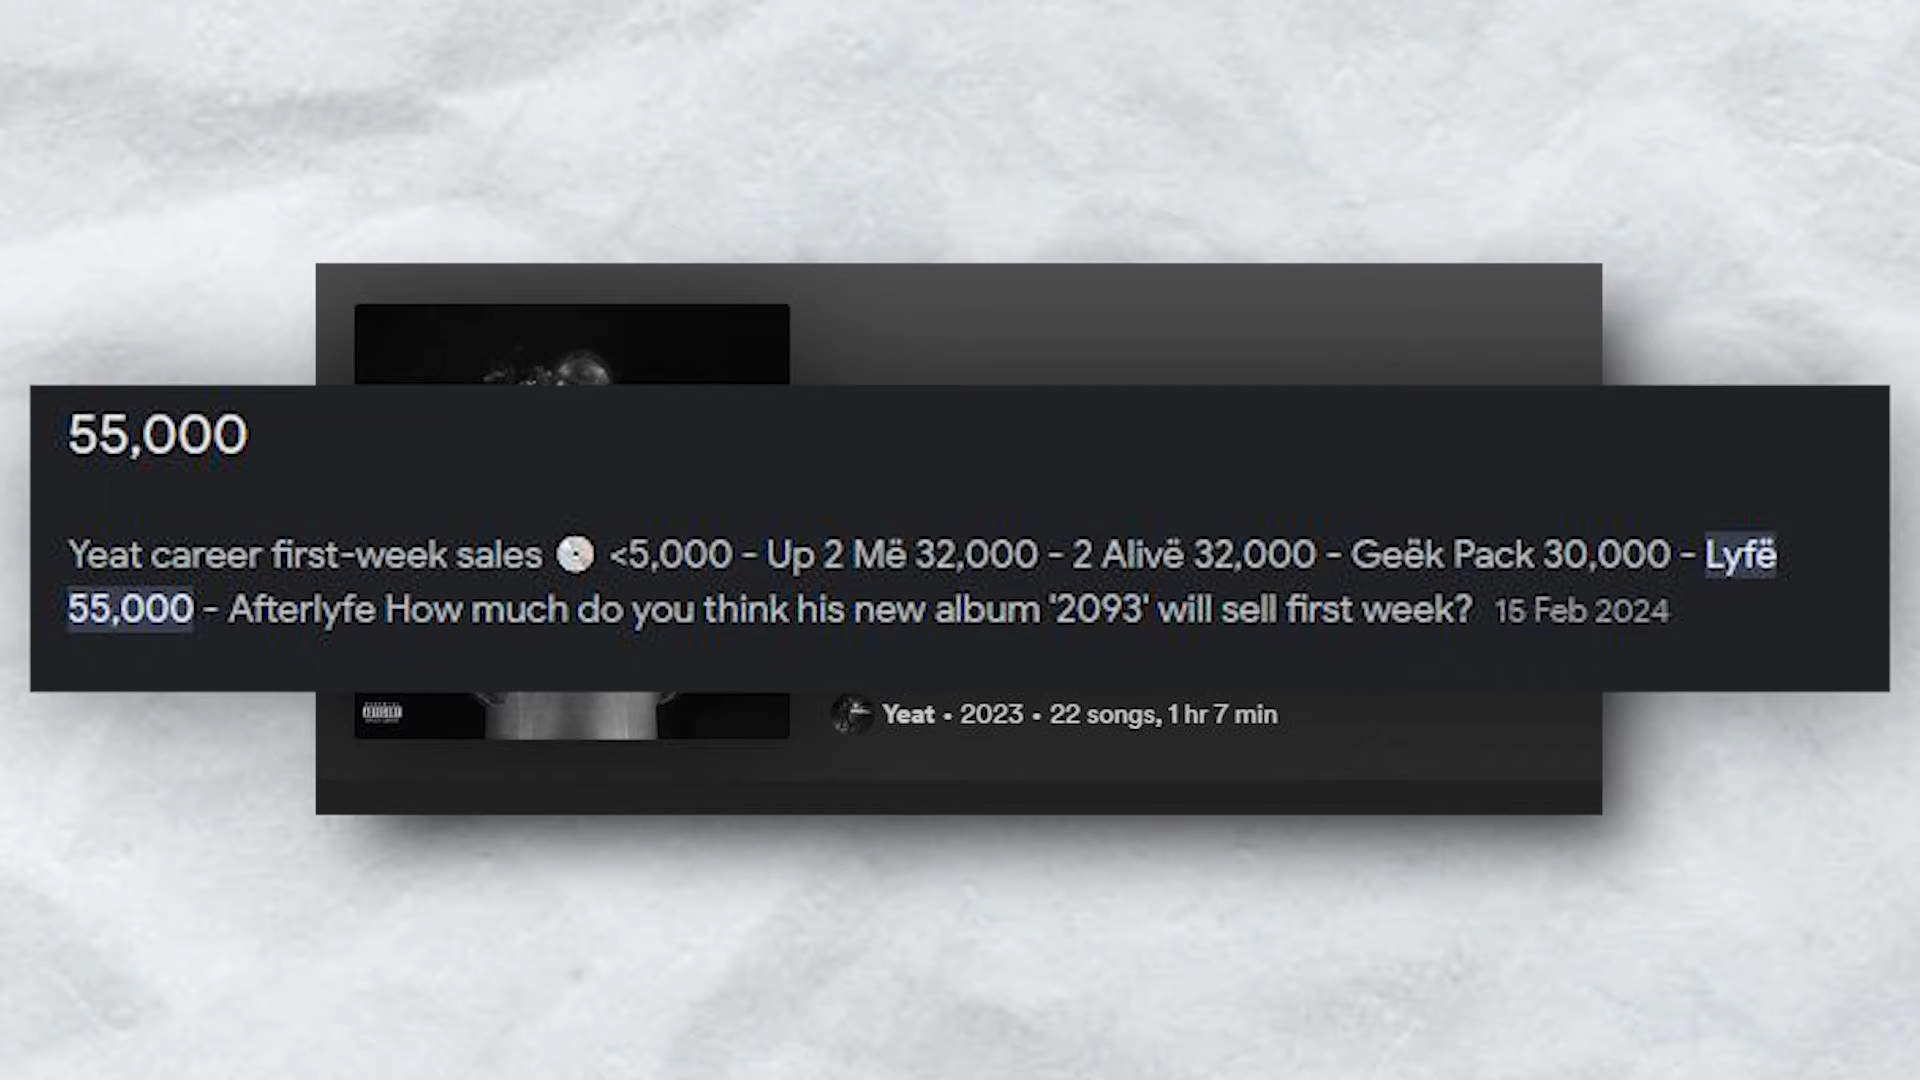 55,000
Yeat career first-week sales 💿 <5,000 - Up 2 Më 32,000 - 2 Alivë 32,000 - Geëk Pack 30,000 - Lyfë
55,000 - Afterlyfe How much do you think his new album '2093' will sell first week? 15 Feb 2024
Yeat • 2023 • 22 songs, 1 hr 7 min